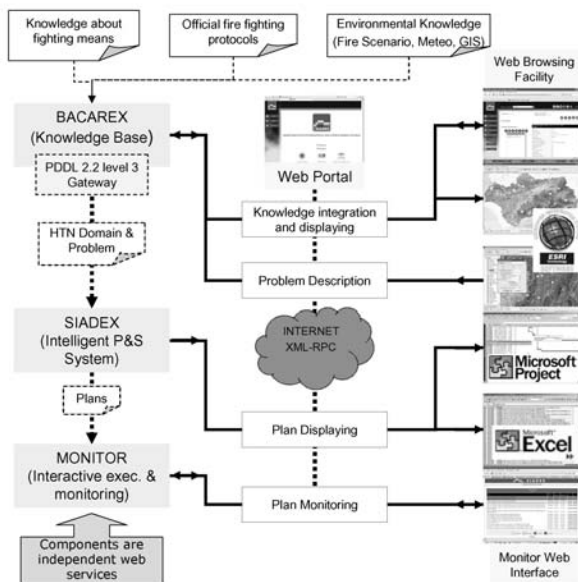 Knowledge about
fighting means
Official fire fighting
protocols
Environmental Knowledge
(Fire Scenario, Meteo, GIS)
Web Browsing
Facility
BACAREX
(Knowledge Base)
PDDL 2.2 level 3
Gateway
Web Portal
Knowledge integration
and displaying
HTN Domain &
Problem
Problem Description
ESRI
SIADEX
(Intelligent P&S
System)
INTERNET
XML-RPC
Microsoft
Project
Plans
Plan Displaying
Microsoft
Excel
MONITOR
(Interactive exec. &
monitoring)
Plan Monitoring
Components are
independent web
services
Monitor Web
Interface